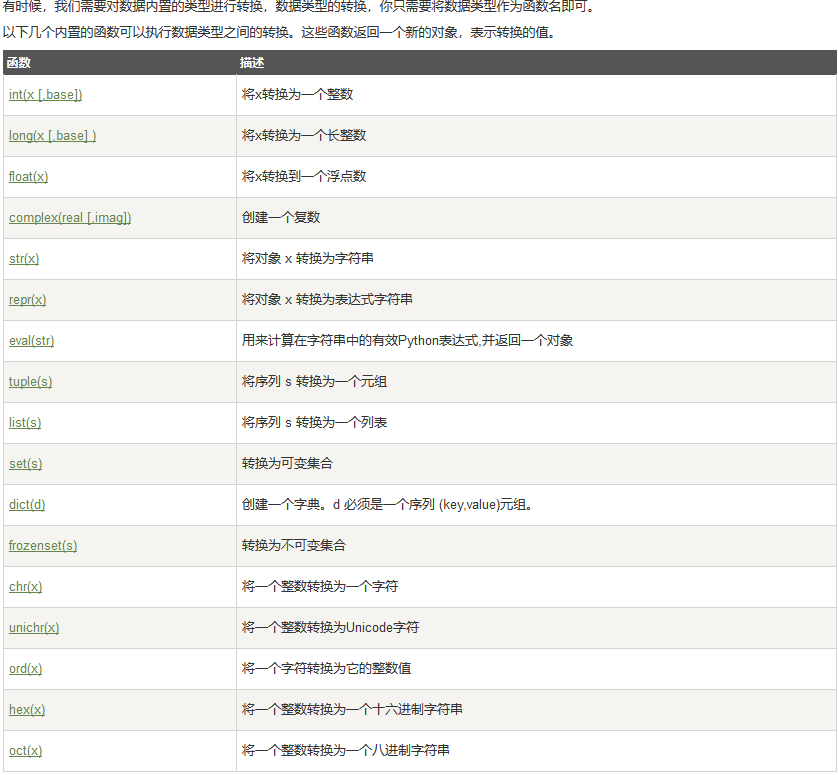 有时候，我们需要对数据内置的类型进行转换，数据类型的转换，你只需要将数据类型作为函数名即可。
以下几个内置的函数可以执行数据类型之间的转换。这些函数返回一个新的对象，表示转换的值。
函数 描述
int(x [,base]) 将x转换为一个整数
long(x [,base] ) 将x转换为一个长整数
float(x) 将x转换到一个浮点数
complex(real [,imag]) 创建一个复数
str(x) 将对象 x 转换为字符串
repr(x) 将对象 x 转换为表达式字符串
eval(str) 用来计算在字符串中的有效Python表达式,并返回一个对象
tuple(s) 将序列 s 转换为一个元组
list(s) 将序列 s 转换为一个列表
set(s) 转换为可变集合
dict(d) 创建一个字典。d 必须是一个序列 (key,value)元组。
frozenset(s) 转换为不可变集合
chr(x) 将一个整数转换为一个字符
unichr(x) 将一个整数转换为Unicode字符
ord(x) 将一个字符转换为它的整数值
hex(x) 将一个整数转换为一个十六进制字符串
oct(x) 将一个整数转换为一个八进制字符串